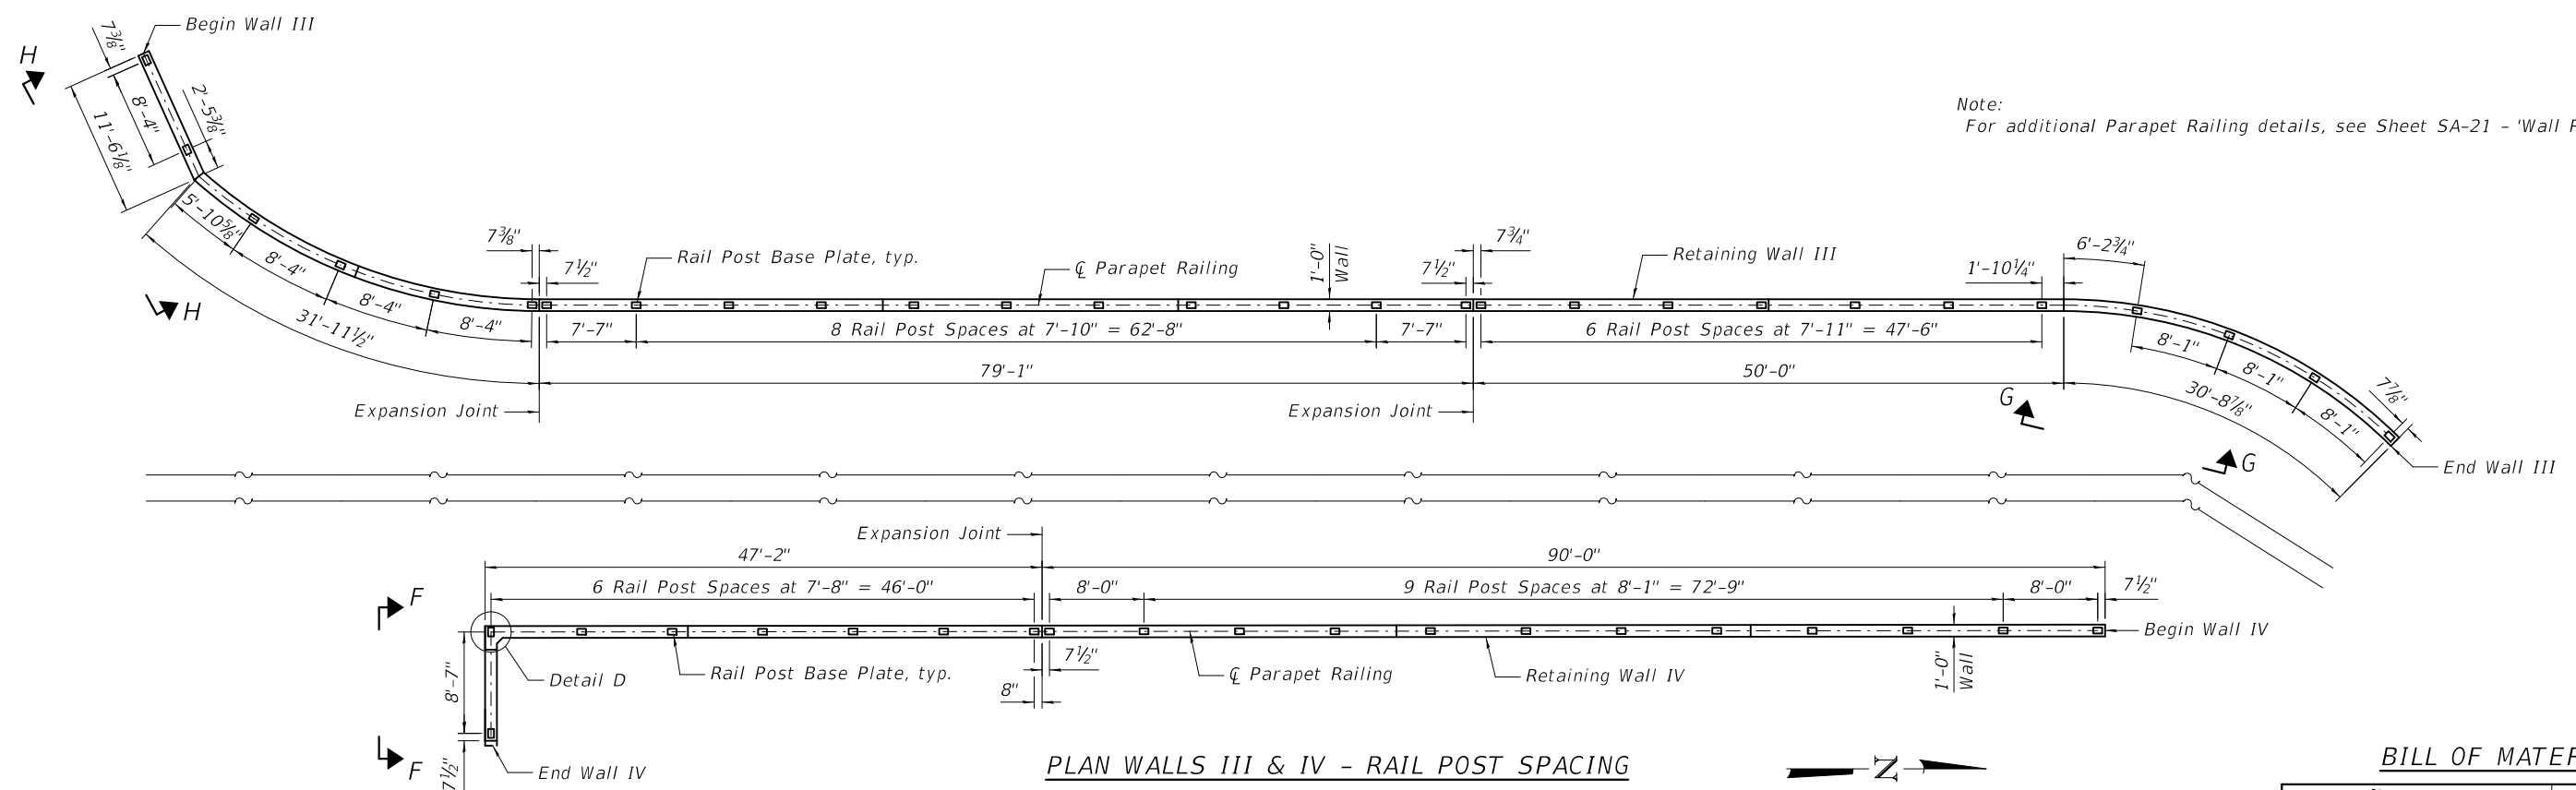 Begin Wall III
H
7⅜"
8'-4"
11'-6⅛"
2'-5⅜"
Note:
For additional Parapet Railing details, see Sheet SA-21 - 'Wall
5'-10⅝"
8'-4"
8'-4"
8'-4"
31'-11½"
H
7⅜"
7½"
Rail Post Base Plate, typ.
℄ Parapet Railing
1'-0"
Wall
7½"
7¾"
Retaining Wall III
1'-10¼"
6'-2¾"
7'-7"
8 Rail Post Spaces at 7'-10" = 62'-8"
7'-7"
6 Rail Post Spaces at 7'-11" = 47'-6"
8'-1"
8'-1"
8'-1"
7⅞"
30'-8⅞"
79'-1"
50'-0"
Expansion Joint
Expansion Joint
G
G
End Wall III
Expansion Joint
47'-2"
90'-0"
6 Rail Post Spaces at 7'-8" = 46'-0"
8'-0"
9 Rail Post Spaces at 8'-1" = 72'-9"
8'-0"
7½"
F
Begin Wall IV
8'-7"
Detail D
Rail Post Base Plate, typ.
7½"
8"
℄ Parapet Railing
Retaining Wall IV
1'-0"
Wall
F
7½"
End Wall IV
PLAN WALLS III & IV - RAIL POST SPACING
N
BILL OF